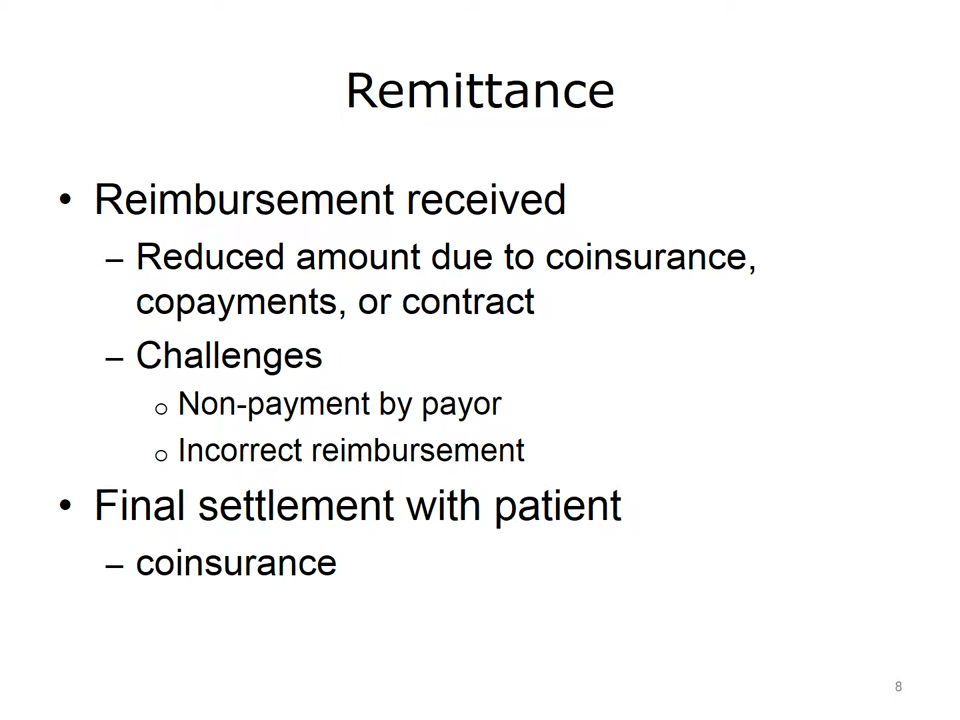 Remittance
• Reimbursement received
– Reduced amount due to coinsurance,
copayments, or contract
– Challenges
o Non-payment by payor
o Incorrect reimbursement
• Final settlement with patient
– coinsurance
8